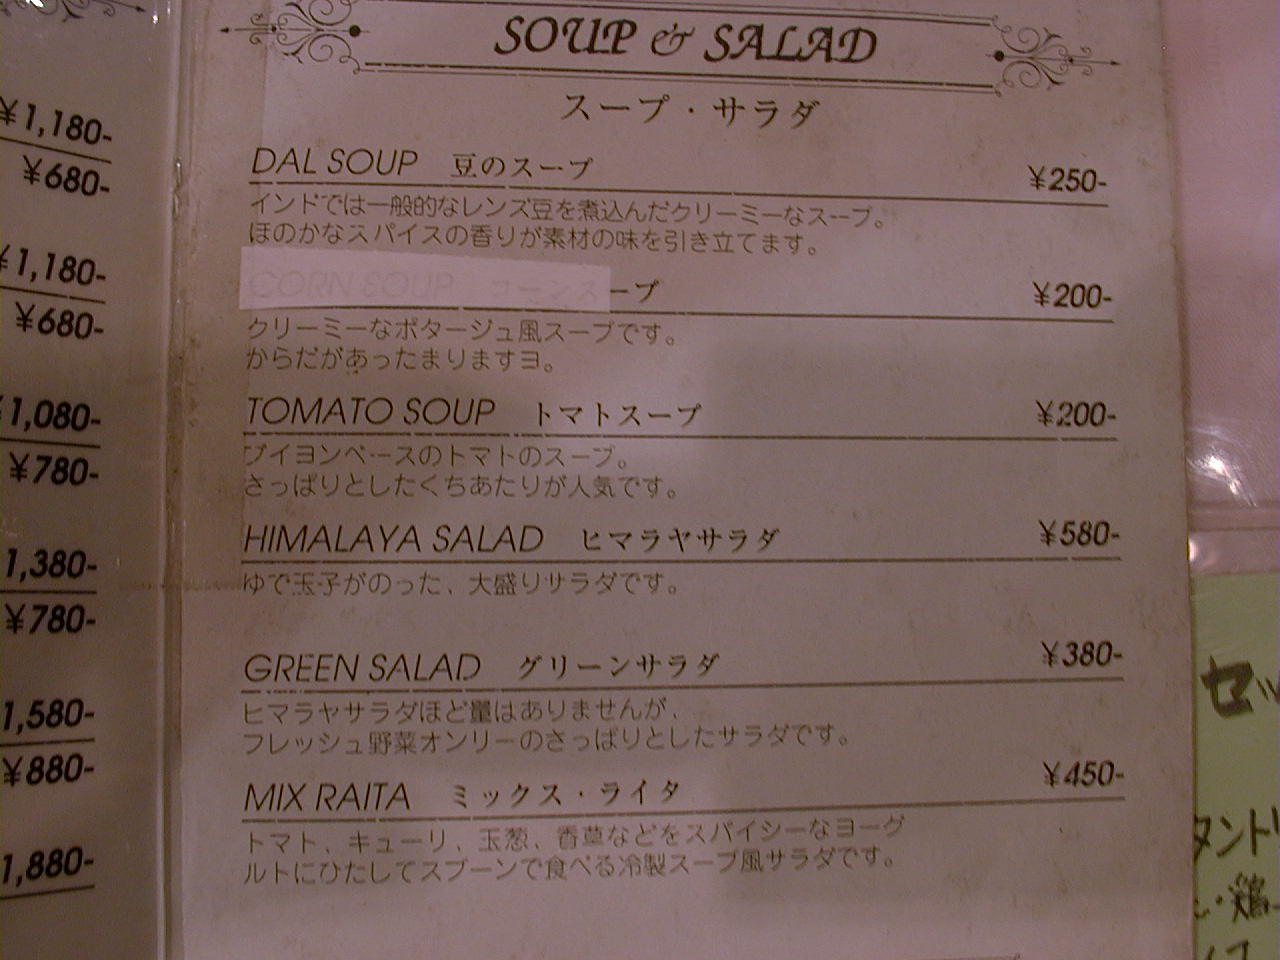 ¥1,180-
¥680-
¥1,180-
¥680-
¥1,080-
¥780-
1,380-
¥780-
1,580-
¥880-
1,880-
SOUP & SALAD
スープ・サラダ
DAL SOUP 豆のスープ ¥250-
インドでは一般的なレンズ豆を煮込んだクリーミーなスープ。
ほのかなスパイスの香りが素材の味を引き立てます。
CORN SOUP コーンスープ ¥200-
クリーミーなポタージュ風スープです。
からだがあったまりますヨ。
TOMATO SOUP トマトスープ ¥200-
ブイヨンベースのトマトのスープ。
さっぱりとしたくちあたりが人気です。
HIMALAYA SALAD ヒマラヤサラダ ¥580-
ゆで玉子がのった、大盛りサラダです。
GREEN SALAD グリーンサラダ ¥380-
ヒマラヤサラダほど量はありませんが、
フレッシュ野菜オンリーのさっぱりとしたサラダです。
MIX RAITA ミックス・ライタ ¥450-
トマト、キューリ、玉葱、香草などをスパイシーなヨーグ
ルトにひたしてスプーンで食べる冷製スープ風サラダです。
セッ
タント
・鶏